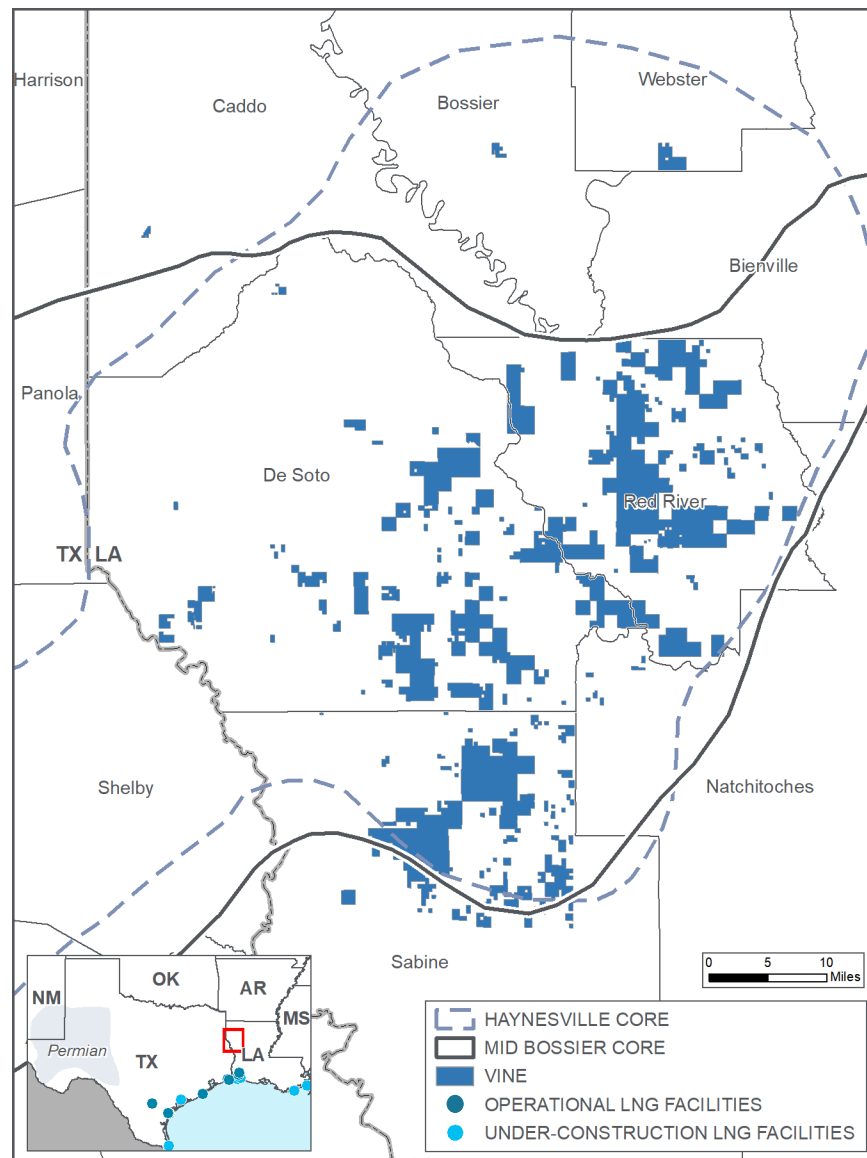 Harrison
Caddo
Bossier
Webster
Bienville
Panola
De Soto
Red River
TX LA
Shelby
Natchitoches
Sabine
0 5 10
Miles
NM
OK
AR
MS
Permian
TX
LA
HAYNESVILLE CORE
MID BOSSIER CORE
VINE
OPERATIONAL LNG FACILITIES
UNDER-CONSTRUCTION LNG FACILITIES